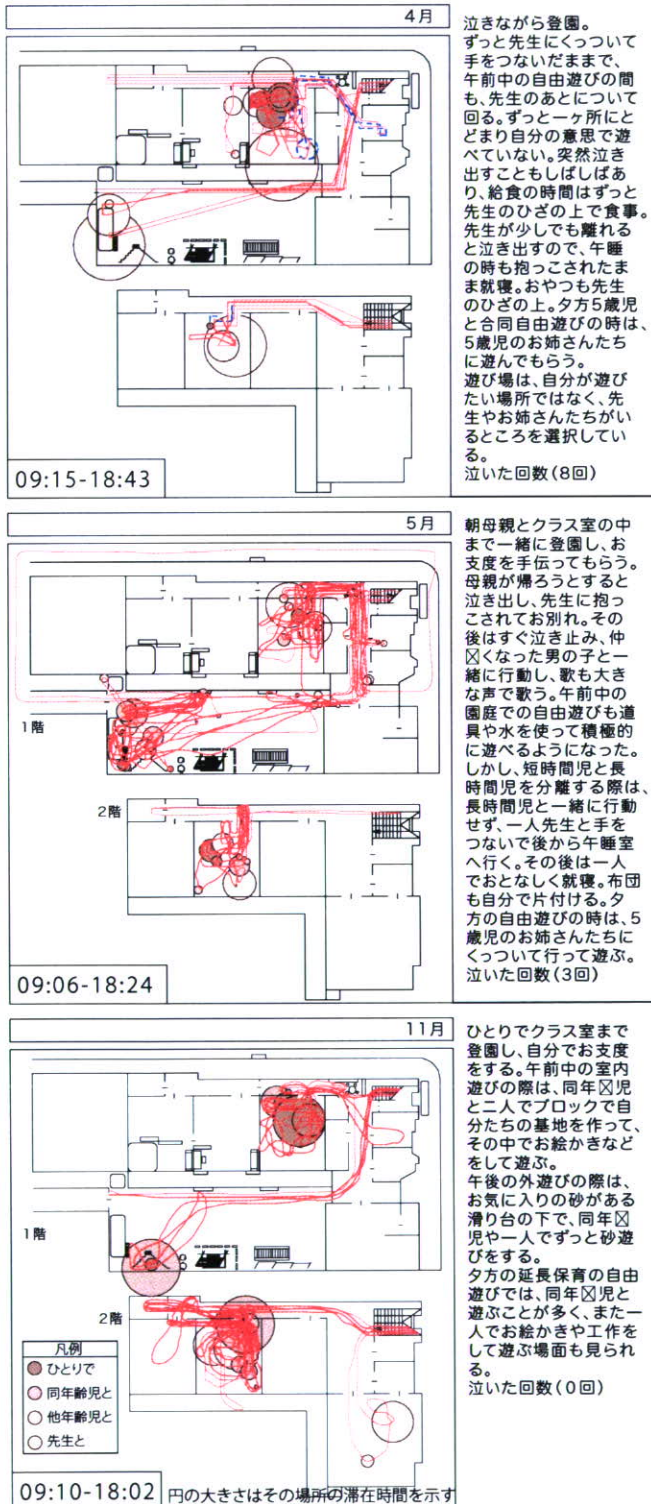 4月
泣きながら登園。
ずっと先生にくっついて
手をつないだままで、
午前中の自由遊びの間
も、先生のあとについて
回る。ずっと一ヶ所にと
どまり自分の意思で遊
べていない。突然泣き
出すこともしばしばあ
り、給食の時間はずっと
先生のひざの上で食事。
先生が少しでも離れる
と泣き出すので、午睡
の時も抱っこされたま
ま就寝。おやつも先生
のひざの上。夕方5歳児
と合同自由遊びの時は、
5歳児のお姉さんたち
に遊んでもらう。
遊び場は、自分が遊び
たい場所ではなく、先
生やお姉さんたちがい
るところを選択してい
る。
泣いた回数(8回)
09:15-18:43
5月
朝母親とクラス室の中
まで一緒に登園し、お
支度を手伝ってもらう。
母親が帰ろうとすると
泣き出し、先生に抱っ
こされてお別れ。その
後はすぐ泣き止み、仲
☒くなった男の子と一
緒に行動し、歌も大き
な声で歌う。午前中の
園庭での自由遊びも道
具や水を使って積極的
に遊べるようになった。
しかし、短時間児と長
時間児を分離する際は、
長時間児と一緒に行動
せず、一人先生と手を
つないで後から午睡室
へ行く。その後は一人
でおとなしく就寝。布団
も自分で片付ける。夕
方の自由遊びの時は、5
歳児のお姉さんたちに
くっついて行って遊ぶ。
泣いた回数(3回)
1階
2階
09:06-18:24
11月
ひとりでクラス室まで
登園し、自分でお支度
をする。午前中の室内
遊びの際は、同年☒児
と二人でブロックで自
分たちの基地を作って、
その中でお絵かきなど
をして遊ぶ。
午後の外遊びの際は、
お気に入りの砂がある
滑り台の下で、同年☒
児や一人でずっと砂遊
びをする。
夕方の延長保育の自由
遊びでは、同年☒児と
遊ぶことが多く、また一
人でお絵かきや工作を
して遊ぶ場面も見られ
る。
泣いた回数(0回)
1階
2階
凡例
ひとりで
同年齢児と
他年齢児と
先生と
09:10-18:02
円の大きさはその場所の滞在時間を示す